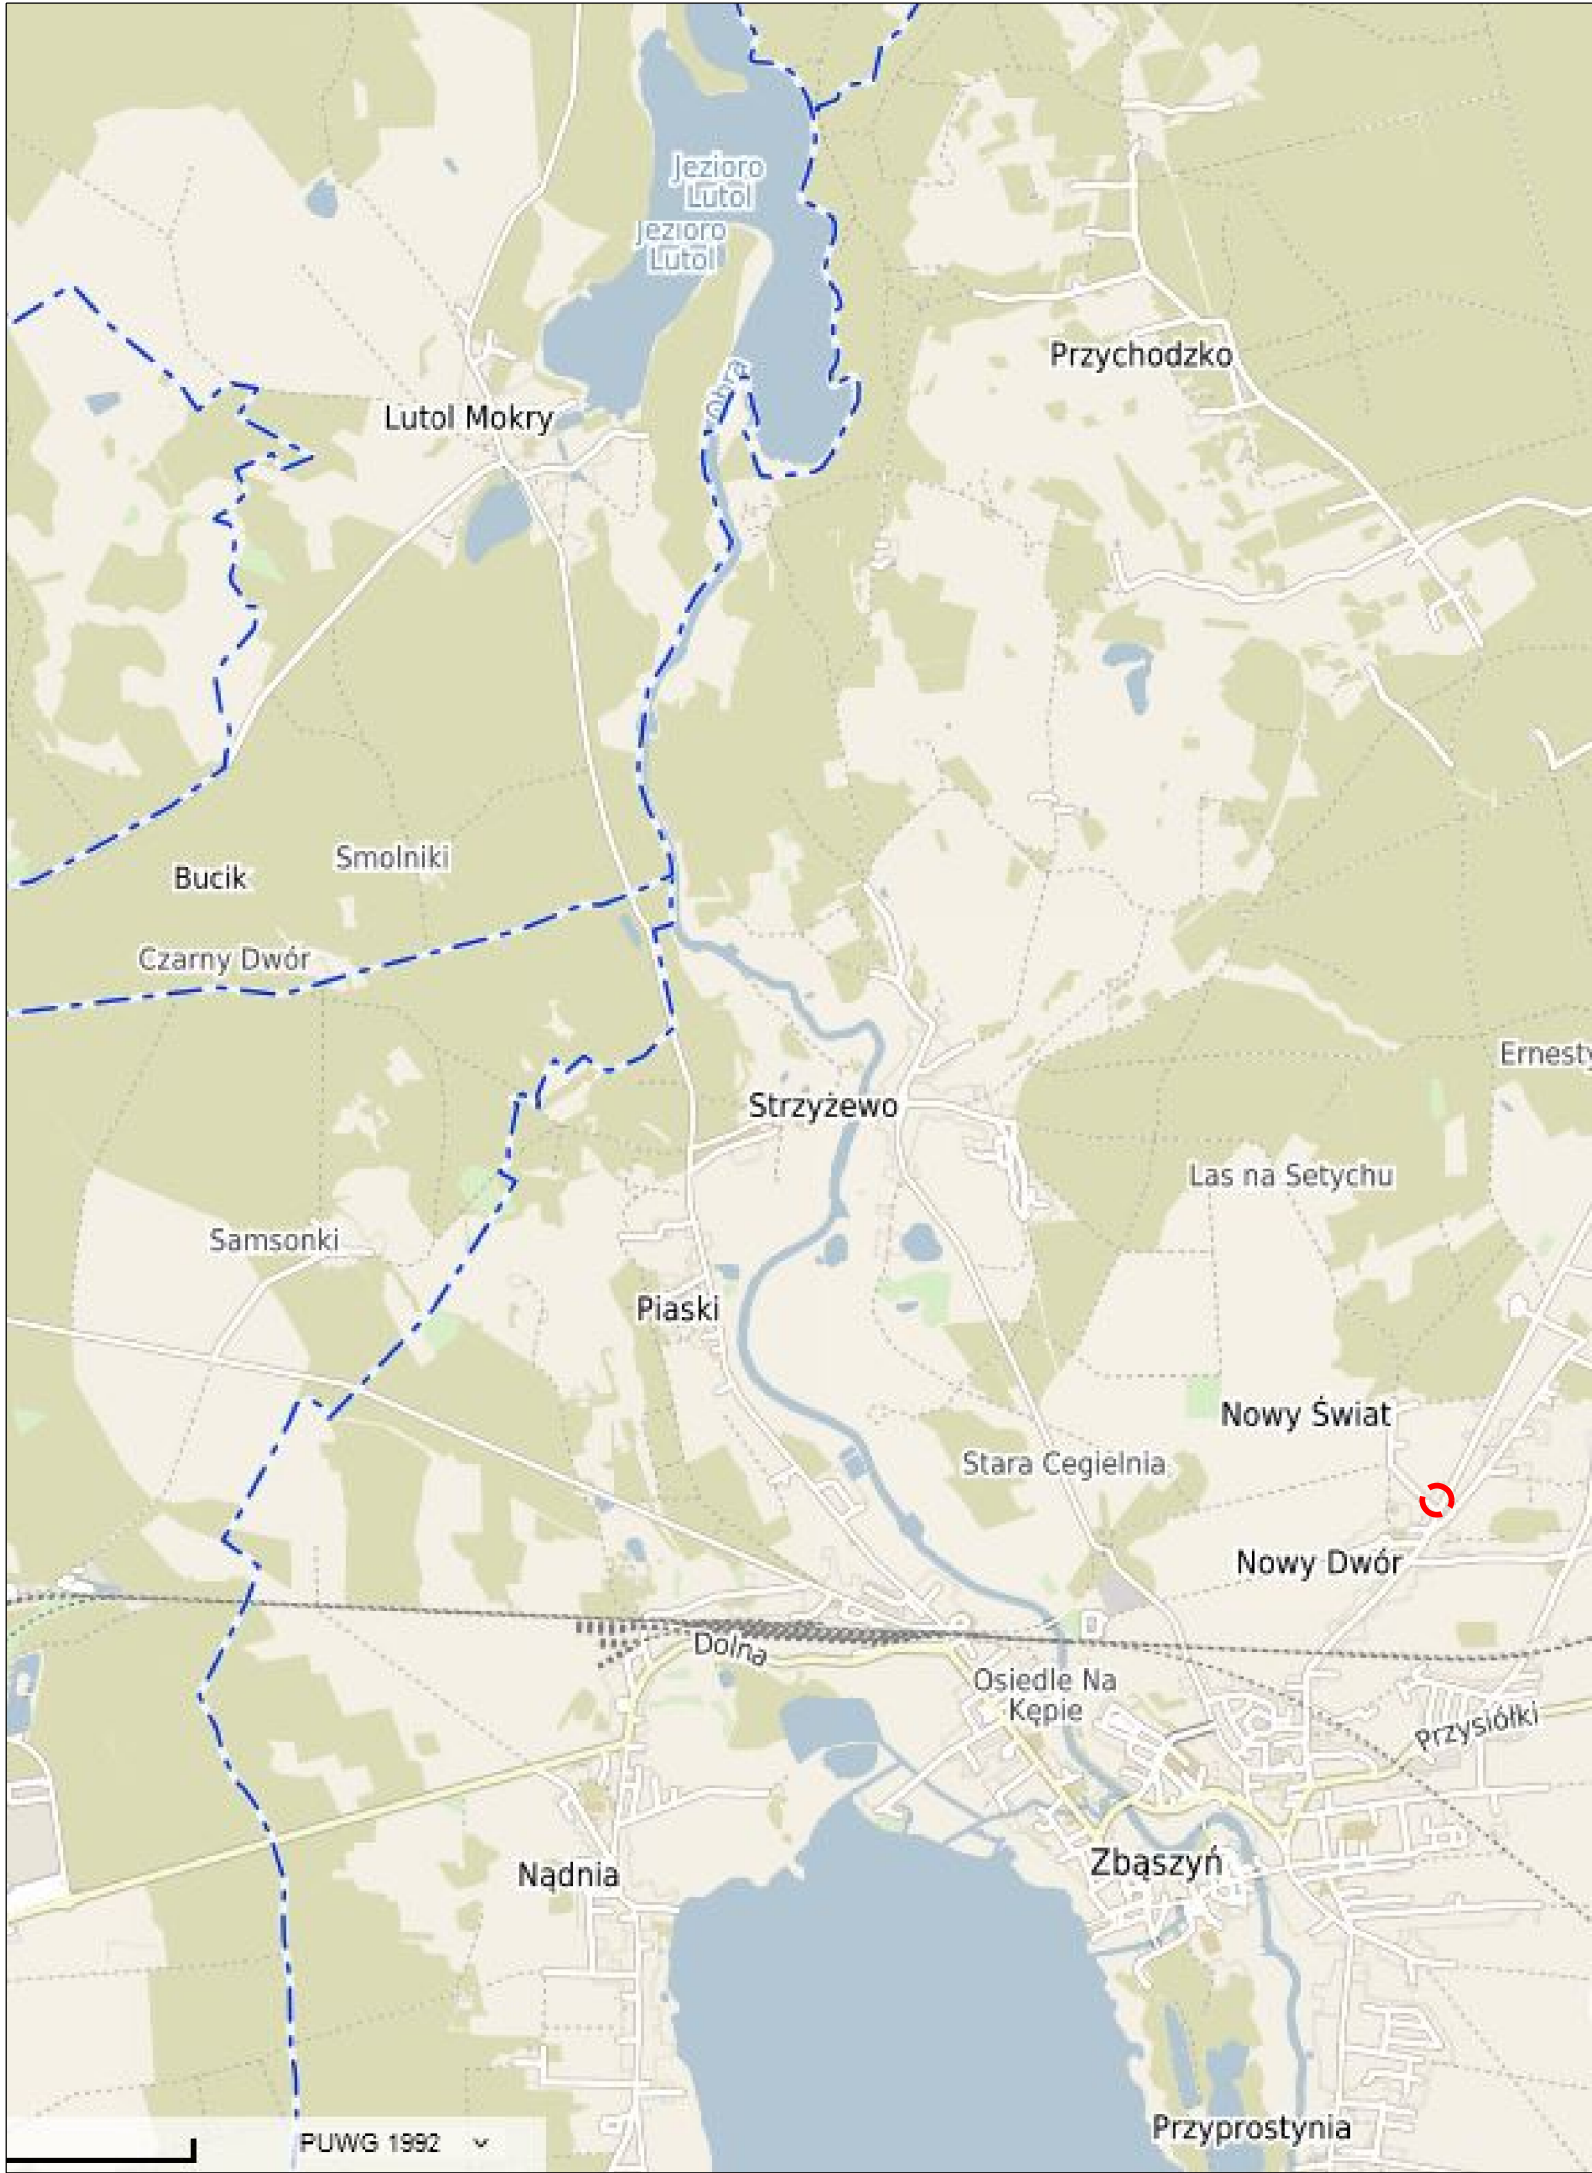 Jezioro
Lutol
Jezioro
Lutol
Przychodzko
Obra
Lutol Mokry
Smolniki
Bucik
Czarny Dwór
Ernesty
Strzyżewo
Las na Setychu
Samsonki
Piaski
Nowy Świat
Stara Cegielnia
Nowy Dwór
Dolna
Osiedle Na
Kępie
Przysiółki
Zbąszyń
Nądnia
Przyprostynia
PUWG 1992